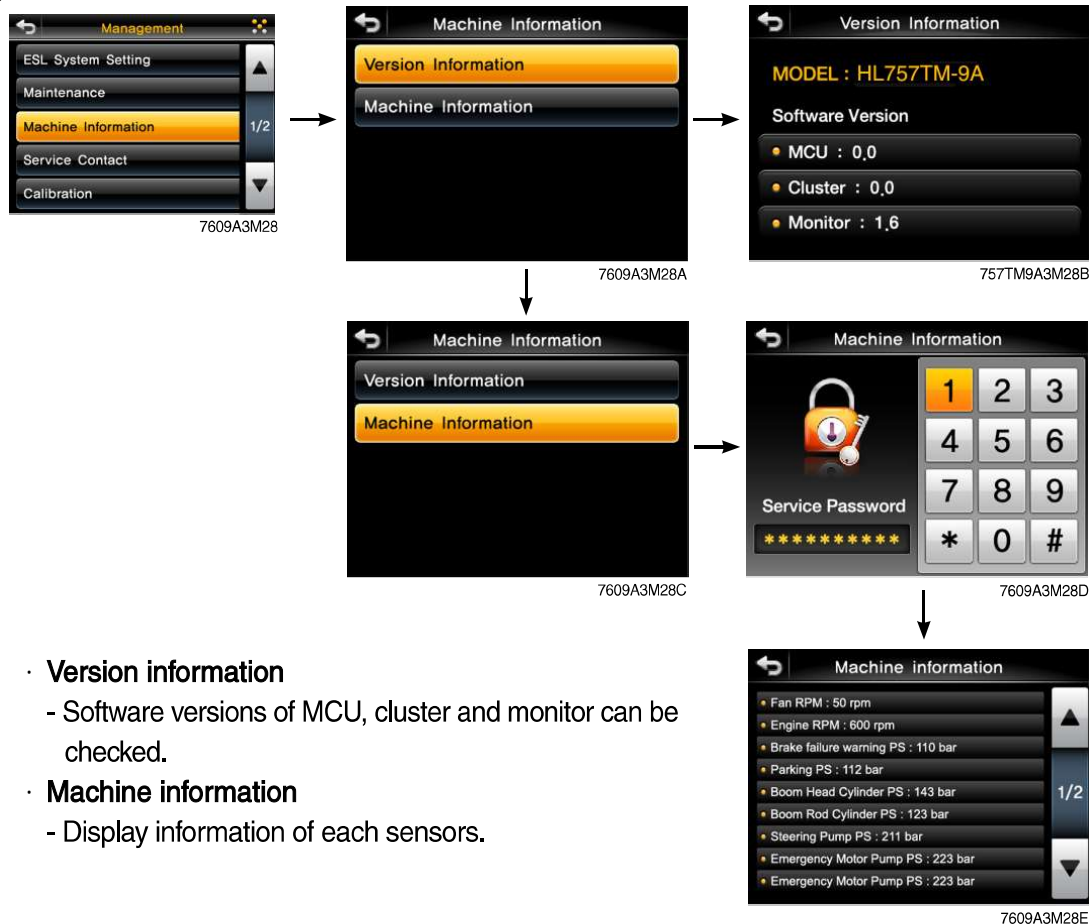 Management
ESL System Setting
Maintenance
Machine Information
1/2
Service Contact
Calibration
7609A3M28
Machine Information
Version Information
Machine Information
7609A3M28A
Version Information
MODEL : HL757TM-9A
Software Version
• MCU : 0.0
• Cluster : 0.0
• Monitor : 1.6
757TM9A3M28B
Machine Information
Version Information
Machine Information
7609A3M28C
Machine Information
Service Password
**********
1 2 3
4 5 6
7 8 9
* 0 #
7609A3M28D
· Version information
- Software versions of MCU, cluster and monitor can be
checked.
· Machine information
- Display information of each sensors.
Machine information
• Fan RPM : 50 rpm
• Engine RPM : 600 rpm
• Brake failure warning PS : 110 bar
• Parking PS : 112 bar
• Boom Head Cylinder PS : 143 bar
• Boom Rod Cylinder PS : 123 bar
• Steering Pump PS : 211 bar
• Emergency Motor Pump PS : 223 bar
• Emergency Motor Pump PS : 223 bar
1/2
7609A3M28E